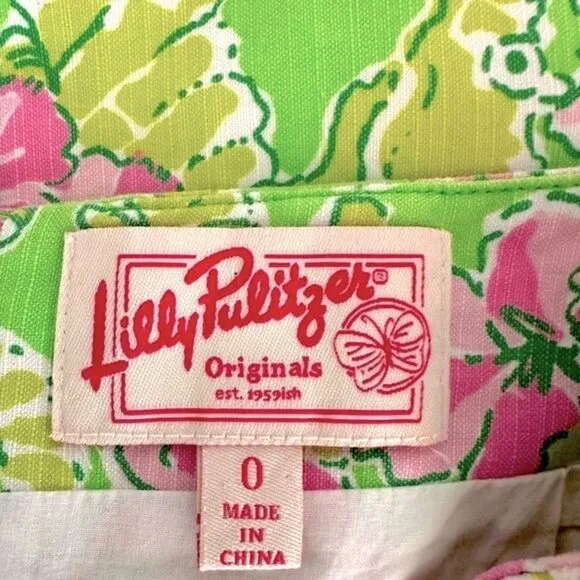 Lilly Pulitzer®
Originals
est. 1959ish
0
MADE
IN
CHINA